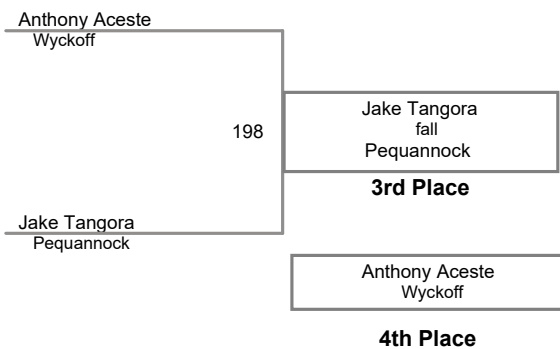 Anthony Aceste
Wyckoff
198
Jake Tangora
fall
Pequannock
3rd Place
Jake Tangora
Pequannock
Anthony Aceste
Wyckoff
4th Place